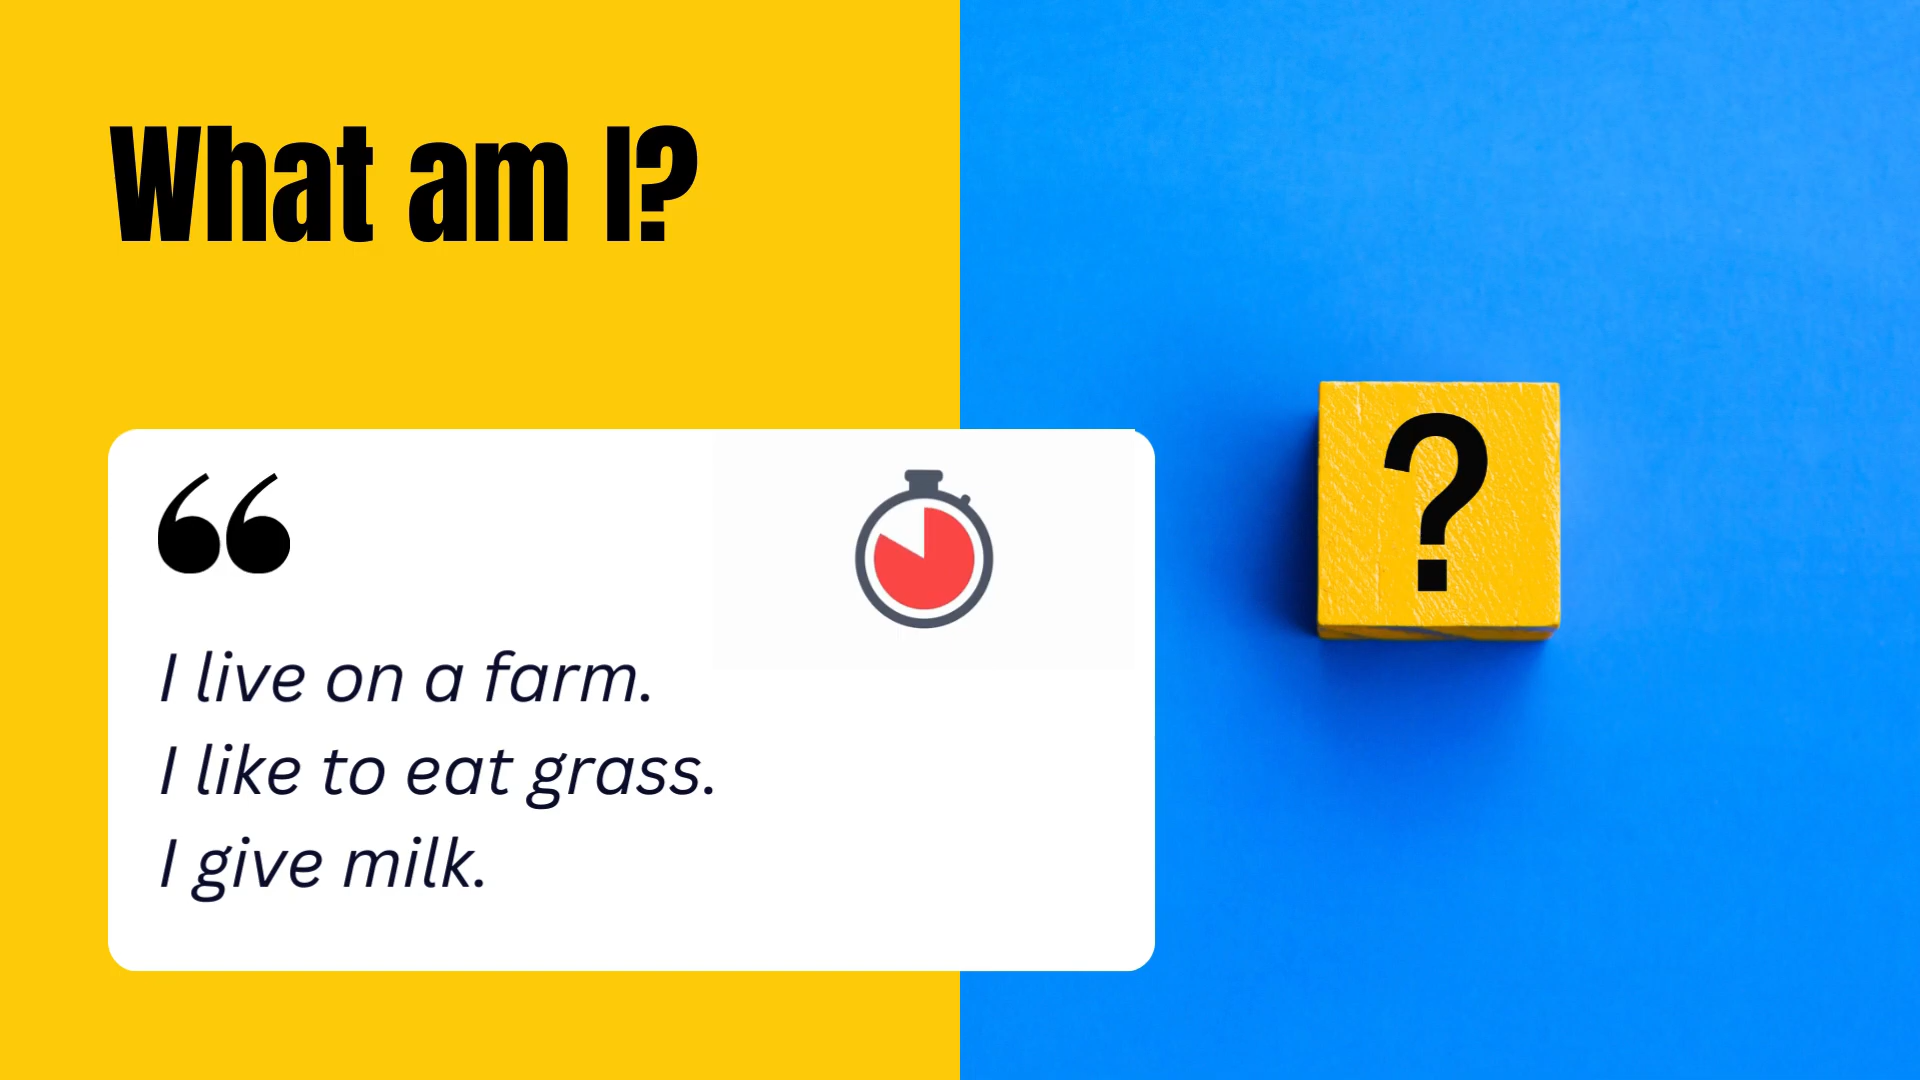 What am I?
“
I live on a farm.
I like to eat grass.
I give milk.
?